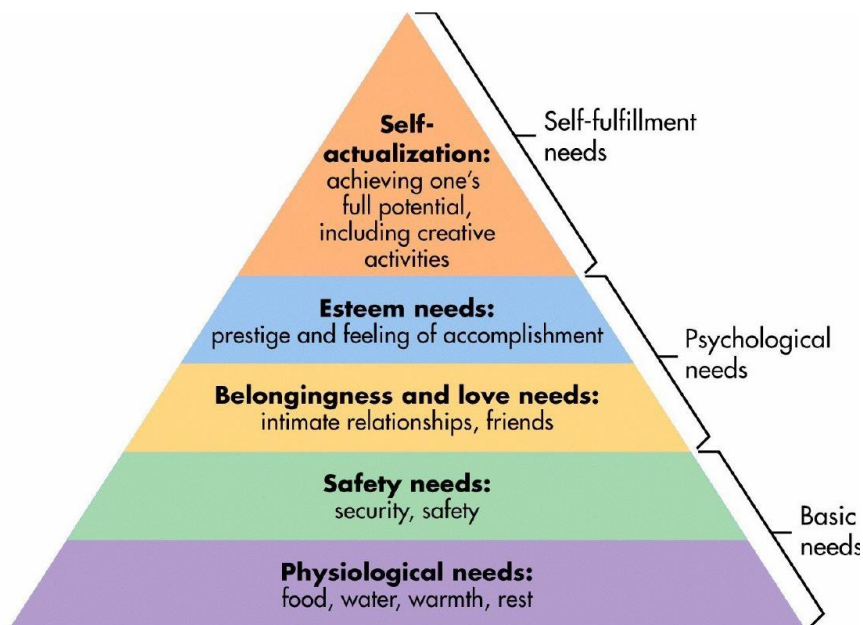 Self-
actualization:
achieving one's
full potential,
including creative
activities
Self-fulfillment
needs
Esteem needs:
prestige and feeling of accomplishment
Belongingness and love needs:
intimate relationships, friends
Psychological
needs
Safety needs:
security, safety
Physiological needs:
food, water, warmth, rest
Basic
needs